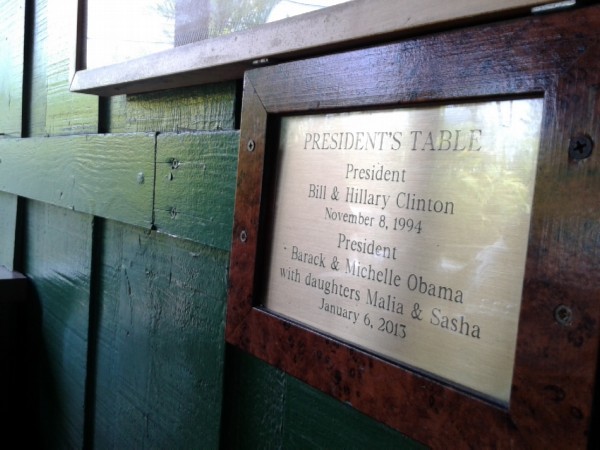 PRESIDENT'S TABLE
President
Bill & Hillary Clinton
November 8, 1994
President
Barack & Michelle Obama
with daughters Malia & Sasha
January 6, 2013